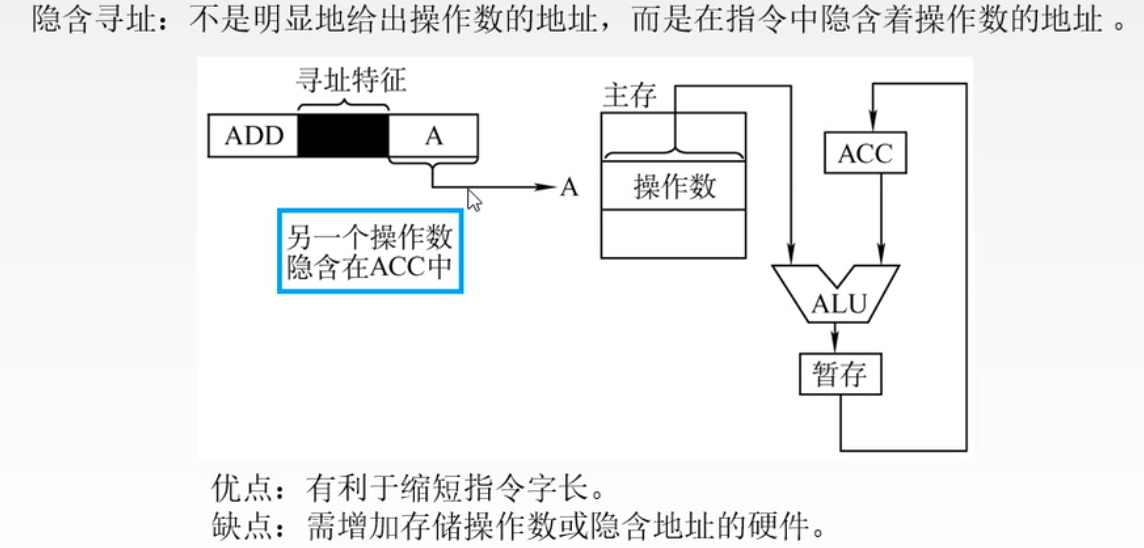 隐含寻址：不是明显地给出操作数的地址，而是在指令中隐含着操作数的地址 。
寻址特征
ADD
A
A
另一个操作数
隐含在ACC中
主存
操作数
ACC
ALU
暂存
优点：有利于缩短指令字长。
缺点：需增加存储操作数或隐含地址的硬件。